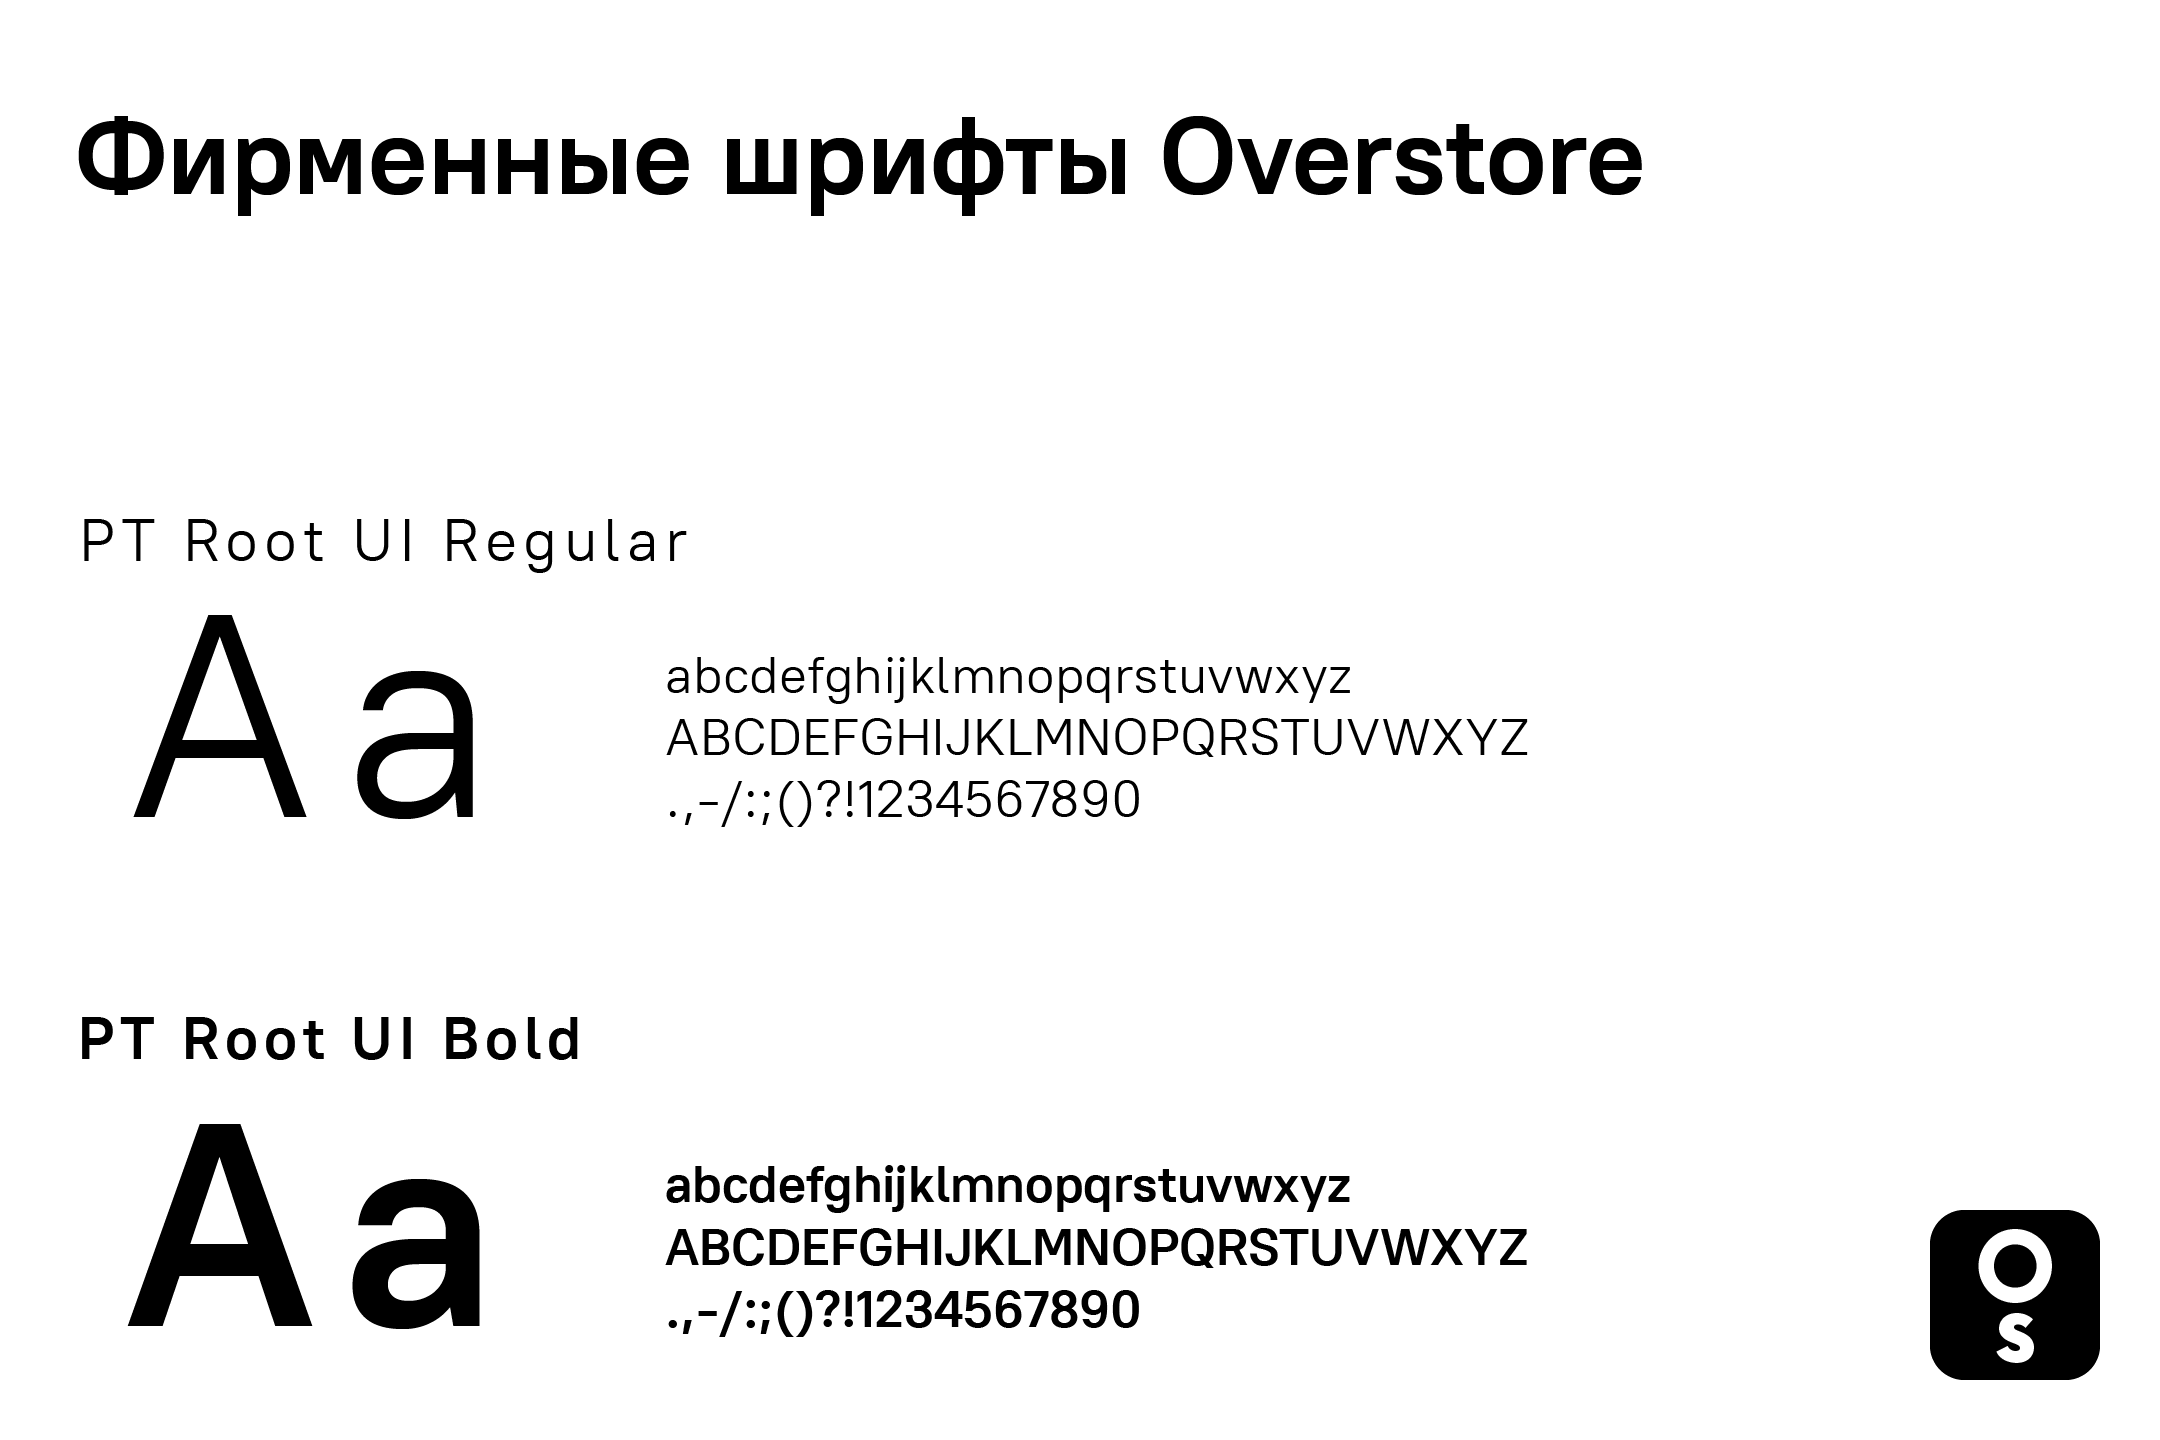 Фирменные шрифты Overstore
PT Root UI Regular
Aa
abcdefghijklmnopqrstuvwxyz
ABCDEFGHIJKLMNOPQRSTUVWXYZ
.,-/:;()?!1234567890
PT Root UI Bold
Aa
abcdefghijklmnopqrstuvwxyz
ABCDEFGHIJKLMNOPQRSTUVWXYZ
.,-/:;()?!1234567890
O
s